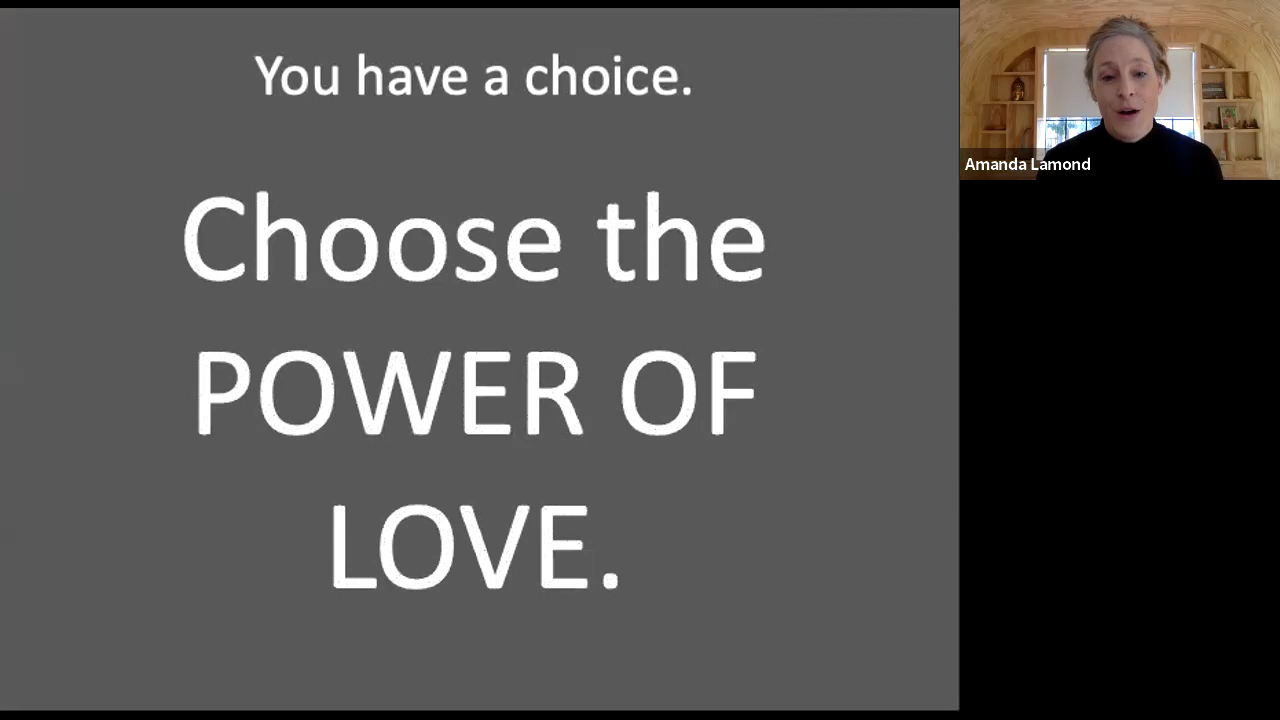 You have a choice.
Choose the
POWER OF
LOVE.
Amanda Lamond